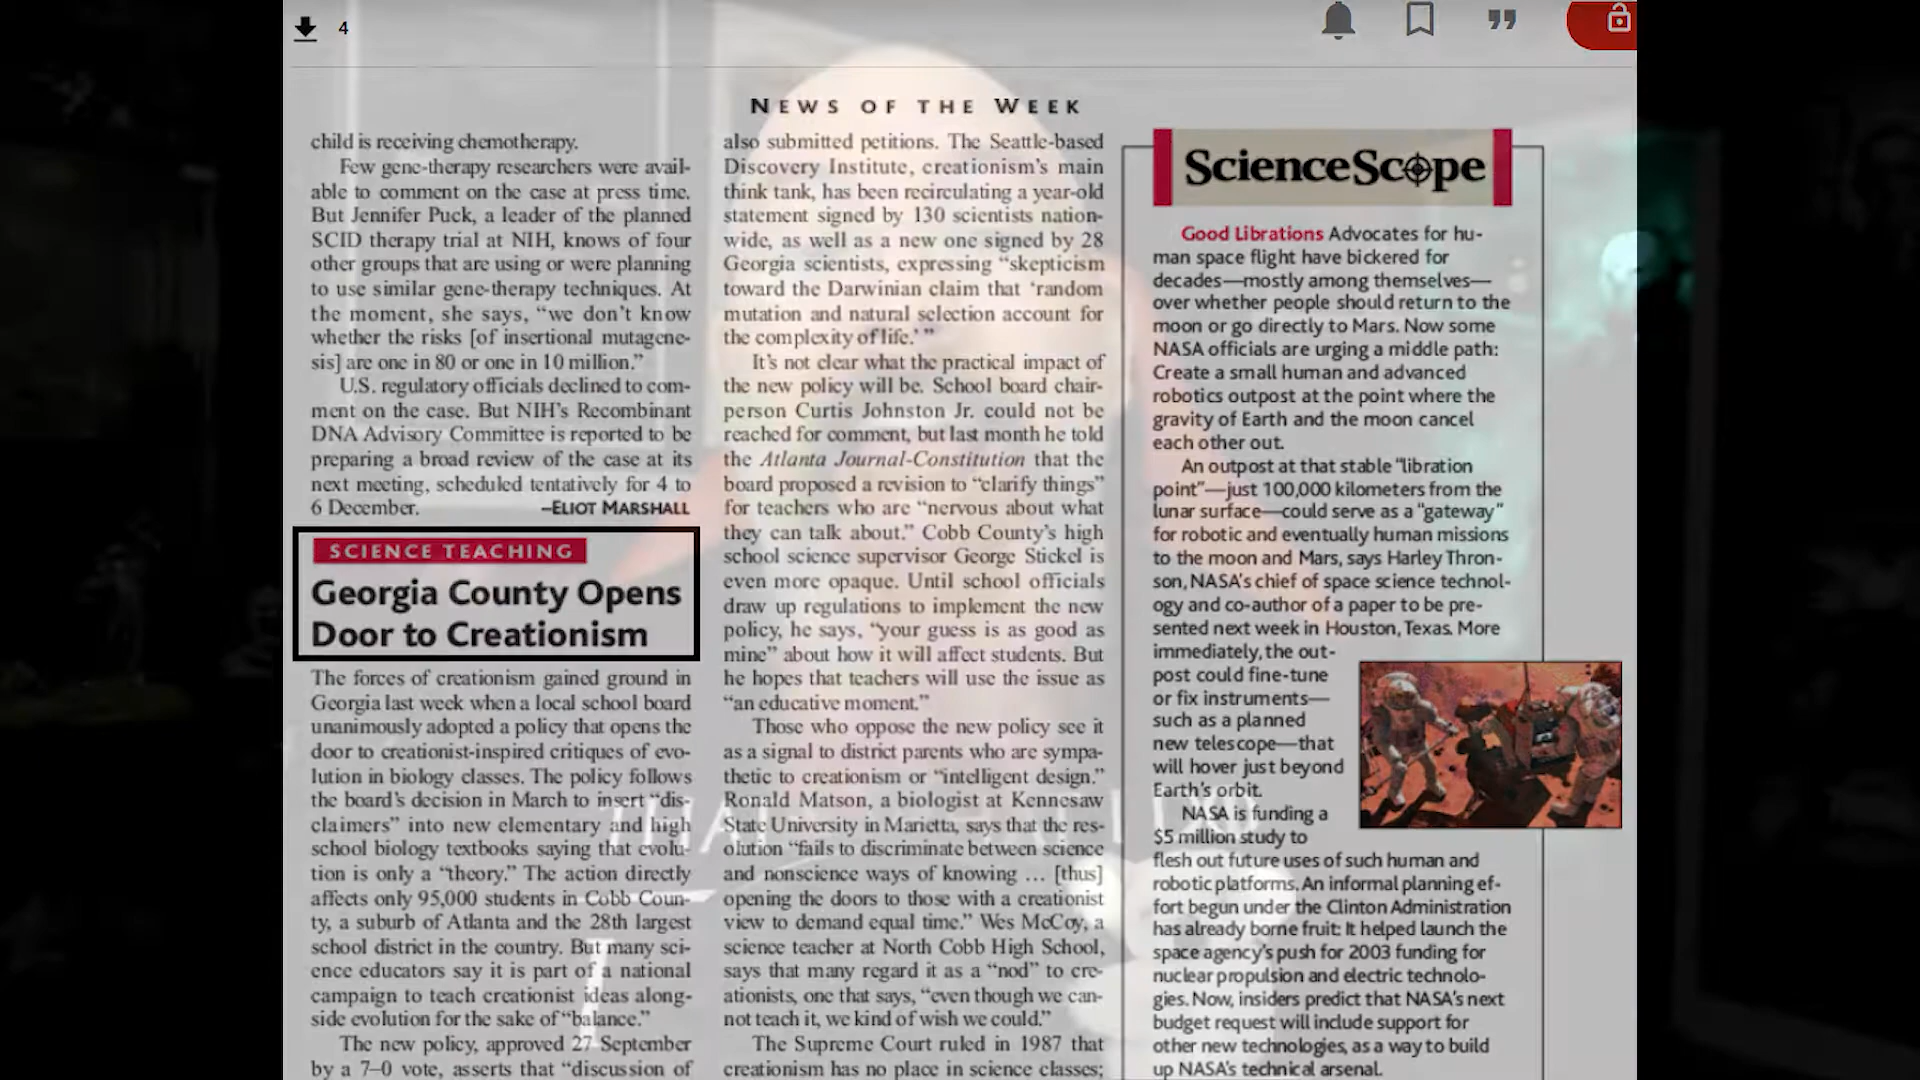 4
NEWS OF THE WEEK
child is receiving chemotherapy.
Few gene-therapy researchers were avail-
able to comment on the case at press time.
But Jennifer Puck, a leader of the planned
SCID therapy trial at NIH, knows of four
other groups that are using or were planning
to use similar gene-therapy techniques. At
the moment, she says, “we don’t know
whether the risks [of insertional mutagene-
sis] are one in 80 or one in 10 million.”
U.S. regulatory officials declined to com-
ment on the case. But NIH’s Recombinant
DNA Advisory Committee is reported to be
preparing a broad review of the case at its
next meeting, scheduled tentatively for 4 to
6 December. –ELIOT MARSHALL
SCIENCE TEACHING
Georgia County Opens
Door to Creationism
The forces of creationism gained ground in
Georgia last week when a local school board
unanimously adopted a policy that opens the
door to creationist-inspired critiques of evo-
lution in biology classes. The policy follows
the board’s decision in March to insert “dis-
claimers” into new elementary and high
school biology textbooks saying that evolu-
tion is only a “theory.” The action directly
affects only 95,000 students in Cobb Coun-
ty, a suburb of Atlanta and the 28th largest
school district in the country. But many sci-
ence educators say it is part of a national
campaign to teach creationist ideas along-
side evolution for the sake of “balance.”
The new policy, approved 27 September
by a 7–0 vote, asserts that “discussion of
also submitted petitions. The Seattle-based
Discovery Institute, creationism’s main
think tank, has been recirculating a year-old
statement signed by 130 scientists nation-
wide, as well as a new one signed by 28
Georgia scientists, expressing “skepticism
toward the Darwinian claim that ‘random
mutation and natural selection account for
the complexity of life.’ ”
It’s not clear what the practical impact of
the new policy will be. School board chair-
person Curtis Johnston Jr. could not be
reached for comment, but last month he told
the Atlanta Journal-Constitution that the
board proposed a revision to “clarify things”
for teachers who are “nervous about what
they can talk about.” Cobb County’s high
school science supervisor George Stickel is
even more opaque. Until school officials
draw up regulations to implement the new
policy, he says, “your guess is as good as
mine” about how it will affect students. But
he hopes that teachers will use the issue as
“an educative moment.”
Those who oppose the new policy see it
as a signal to district parents who are sympa-
thetic to creationism or “intelligent design.”
Ronald Matson, a biologist at Kennesaw
State University in Marietta, says that the res-
olution “fails to discriminate between science
and nonscience ways of knowing … [thus]
opening the doors to those with a creationist
view to demand equal time.” Wes McCoy, a
science teacher at North Cobb High School,
says that many regard it as a “nod” to cre-
ationists, one that says, “even though we can-
not teach it, we kind of wish we could.”
The Supreme Court ruled in 1987 that
creationism has no place in science classes;
ScienceScope
Good Librations Advocates for hu-
man space flight have bickered for
decades—mostly among themselves—
over whether people should return to the
moon or go directly to Mars. Now some
NASA officials are urging a middle path:
Create a small human and advanced
robotics outpost at the point where the
gravity of Earth and the moon cancel
each other out.
An outpost at that stable “libration
point”—just 100,000 kilometers from the
lunar surface—could serve as a “gateway”
for robotic and eventually human missions
to the moon and Mars, says Harley Thron-
son, NASA’s chief of space science technol-
ogy and co-author of a paper to be pre-
sented next week in Houston, Texas. More
immediately, the out-
post could fine-tune
or fix instruments—
such as a planned
new telescope—that
will hover just beyond
Earth’s orbit.
NASA is funding a
$5 million study to
flesh out future uses of such human and
robotic platforms. An informal planning ef-
fort begun under the Clinton Administration
has already borne fruit: It helped launch the
space agency’s push for 2003 funding for
nuclear propulsion and electric technolo-
gies. Now, insiders predict that NASA’s next
budget request will include support for
other new technologies, as a way to build
up NASA’s technical arsenal.